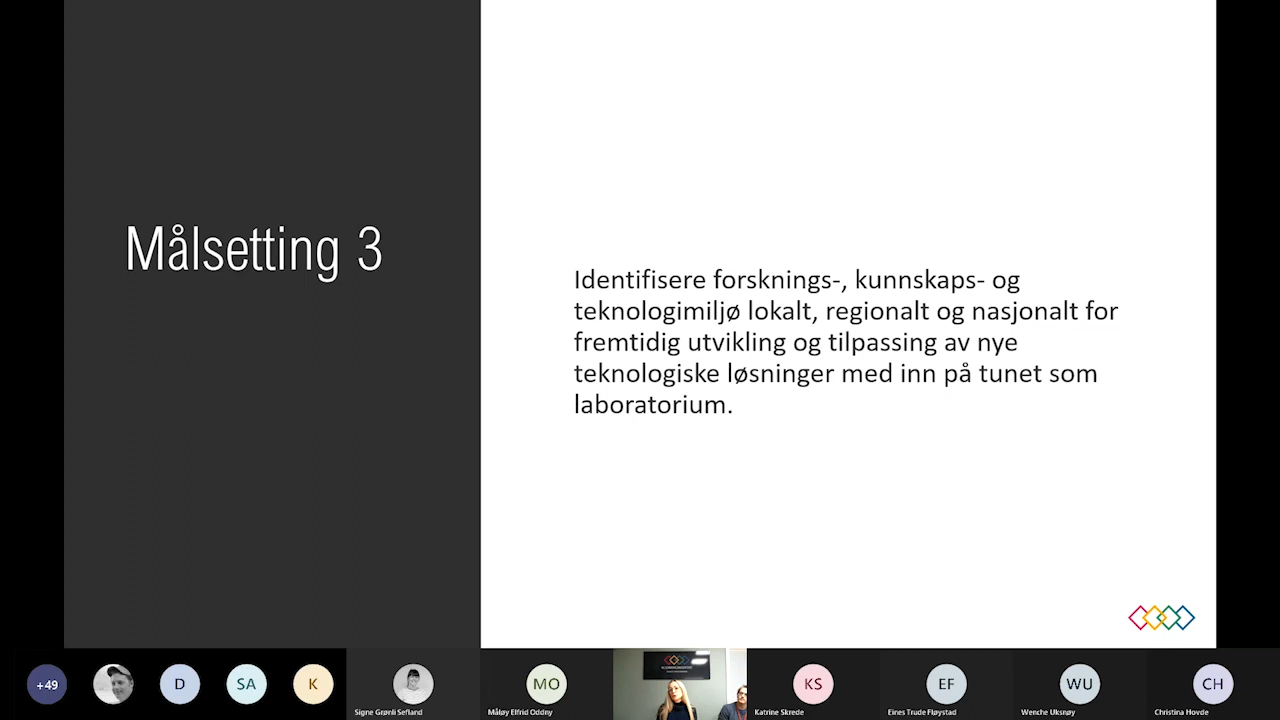 Målsetting 3
Identifisere forsknings-, kunnskaps- og
teknologimiljø lokalt, regionalt og nasjonalt for
fremtidig utvikling og tilpassing av nye
teknologiske løsninger med inn på tunet som
laboratorium.
+49
D
SA
K
Signe Grønli Sefland
MO
Måløy Elfrid Oddny
KS
Katrine Skrede
EF
Eines Trude Fløystad
WU
Wenche Uksnøy
CH
Christina Hovde